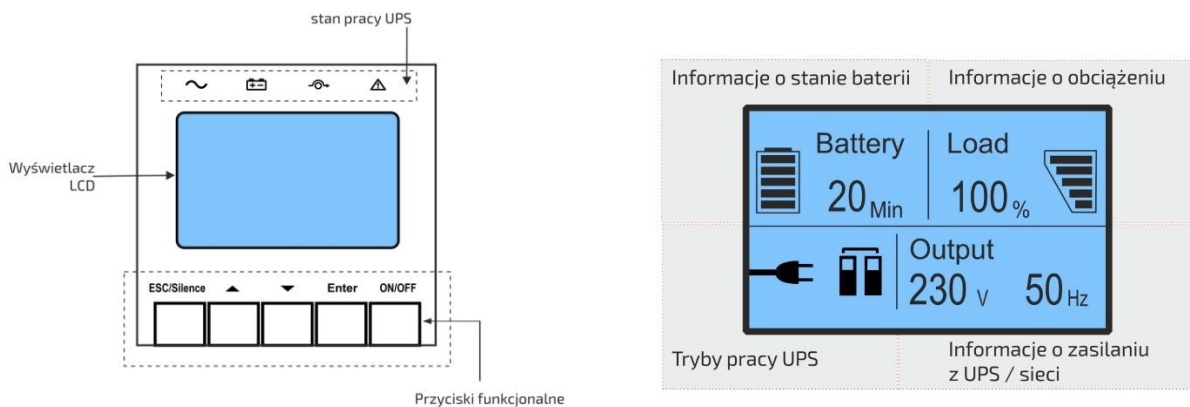 stan pracy UPS
Wyświetlacz
LCD
ESC/Silence ▲ ▼ Enter ON/OFF
Przyciski funkcjonalne
Informacje o stanie baterii
Informacje o obciążeniu
Battery
20 Min
Load
100 %
Output
230 V 50 Hz
Tryby pracy UPS
Informacje o zasilaniu
z UPS / sieci